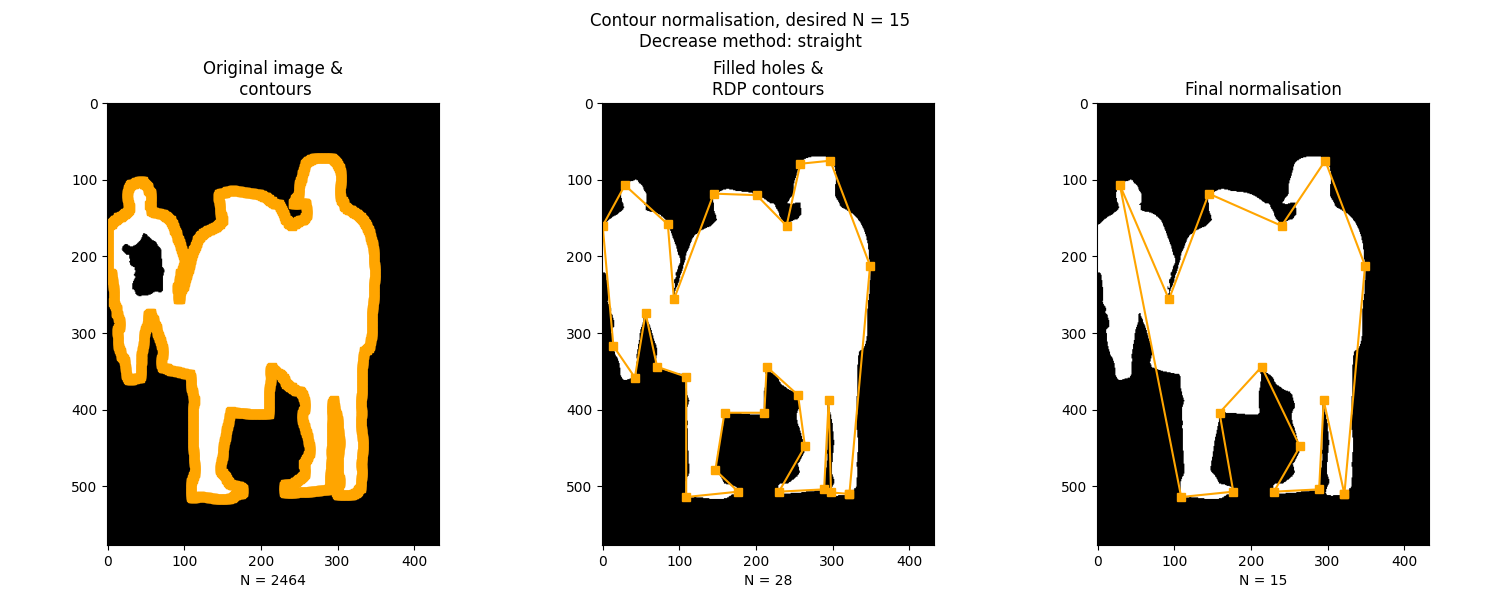 Contour normalisation, desired N = 15
Decrease method: straight
Original image &
contours
0
100
200
300
400
500
0 100 200 300 400
N = 2464
Filled holes &
RDP contours
0
100
200
300
400
500
0 100 200 300 400
N = 28
Final normalisation
0
100
200
300
400
500
0 100 200 300 400
N = 15